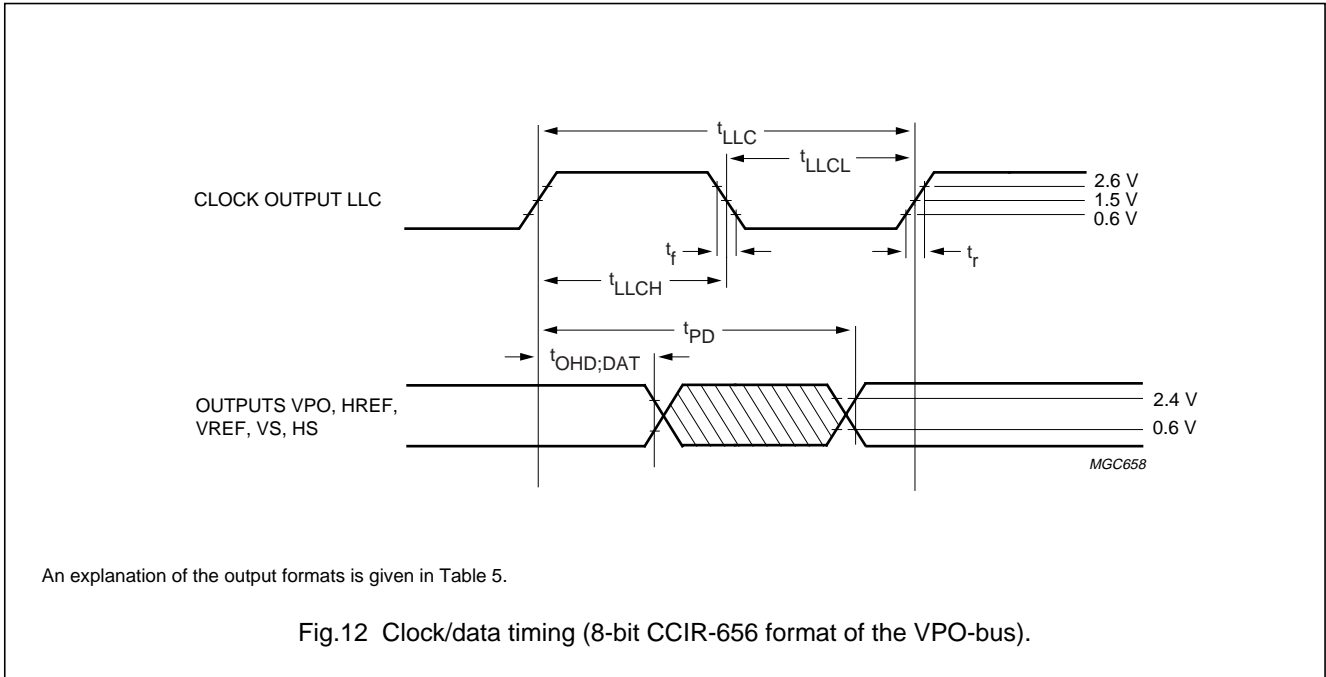 tLLC
tLLCL
CLOCK OUTPUT LLC
2.6 V
1.5 V
0.6 V
tf
tr
tLLCH
tPD
tOHD;DAT
OUTPUTS VPO, HREF,
VREF, VS, HS
2.4 V
0.6 V
MGC658
An explanation of the output formats is given in Table 5.
Fig.12 Clock/data timing (8-bit CCIR-656 format of the VPO-bus).